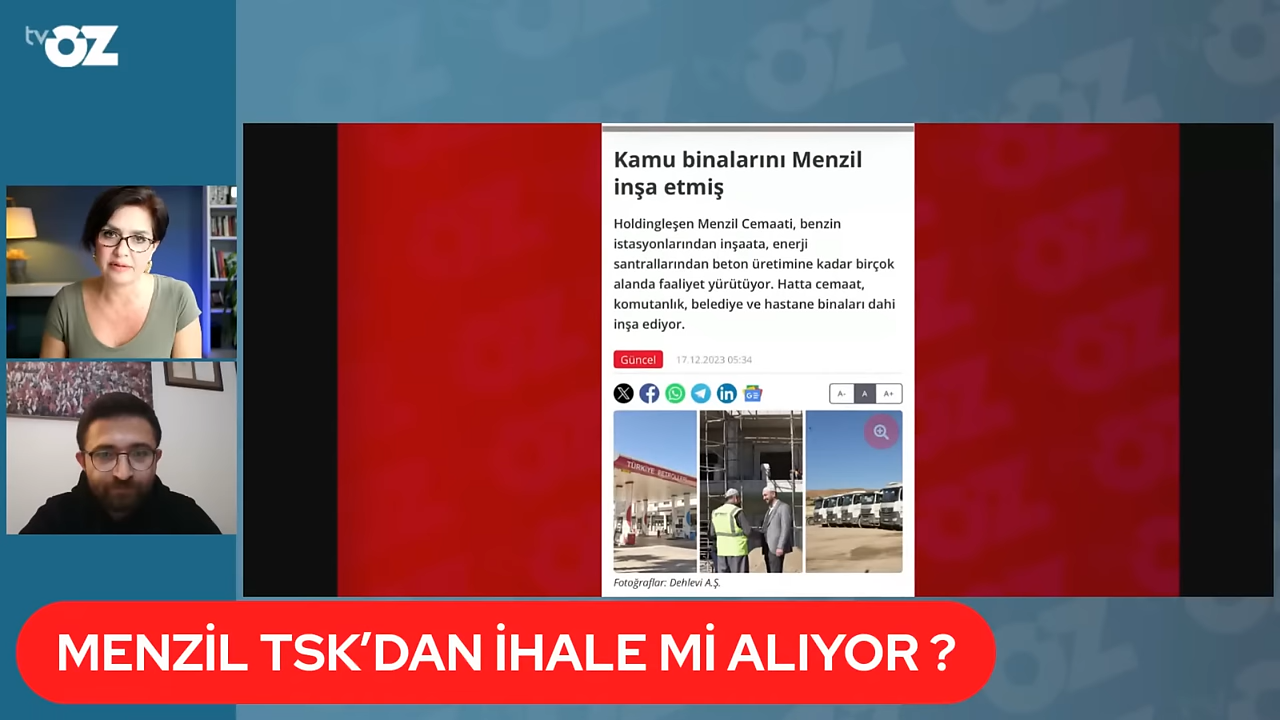 tv ÖZ
Kamu binalarını Menzil
inşa etmiş
Holdingleşen Menzil Cemaati, benzin
istasyonlarından inşaata, enerji
santrallarından beton üretimine kadar birçok
alanda faaliyet yürütüyor. Hatta cemaat,
komutanlık, belediye ve hastane binaları dahi
inşa ediyor.
Güncel 17.12.2023 05:34
A- A A+
TÜRKİYE PETROLLERİ
Fotoğraflar: Dehlevi A.Ş.
MENZİL TSK’DAN İHALE Mİ ALIYOR ?